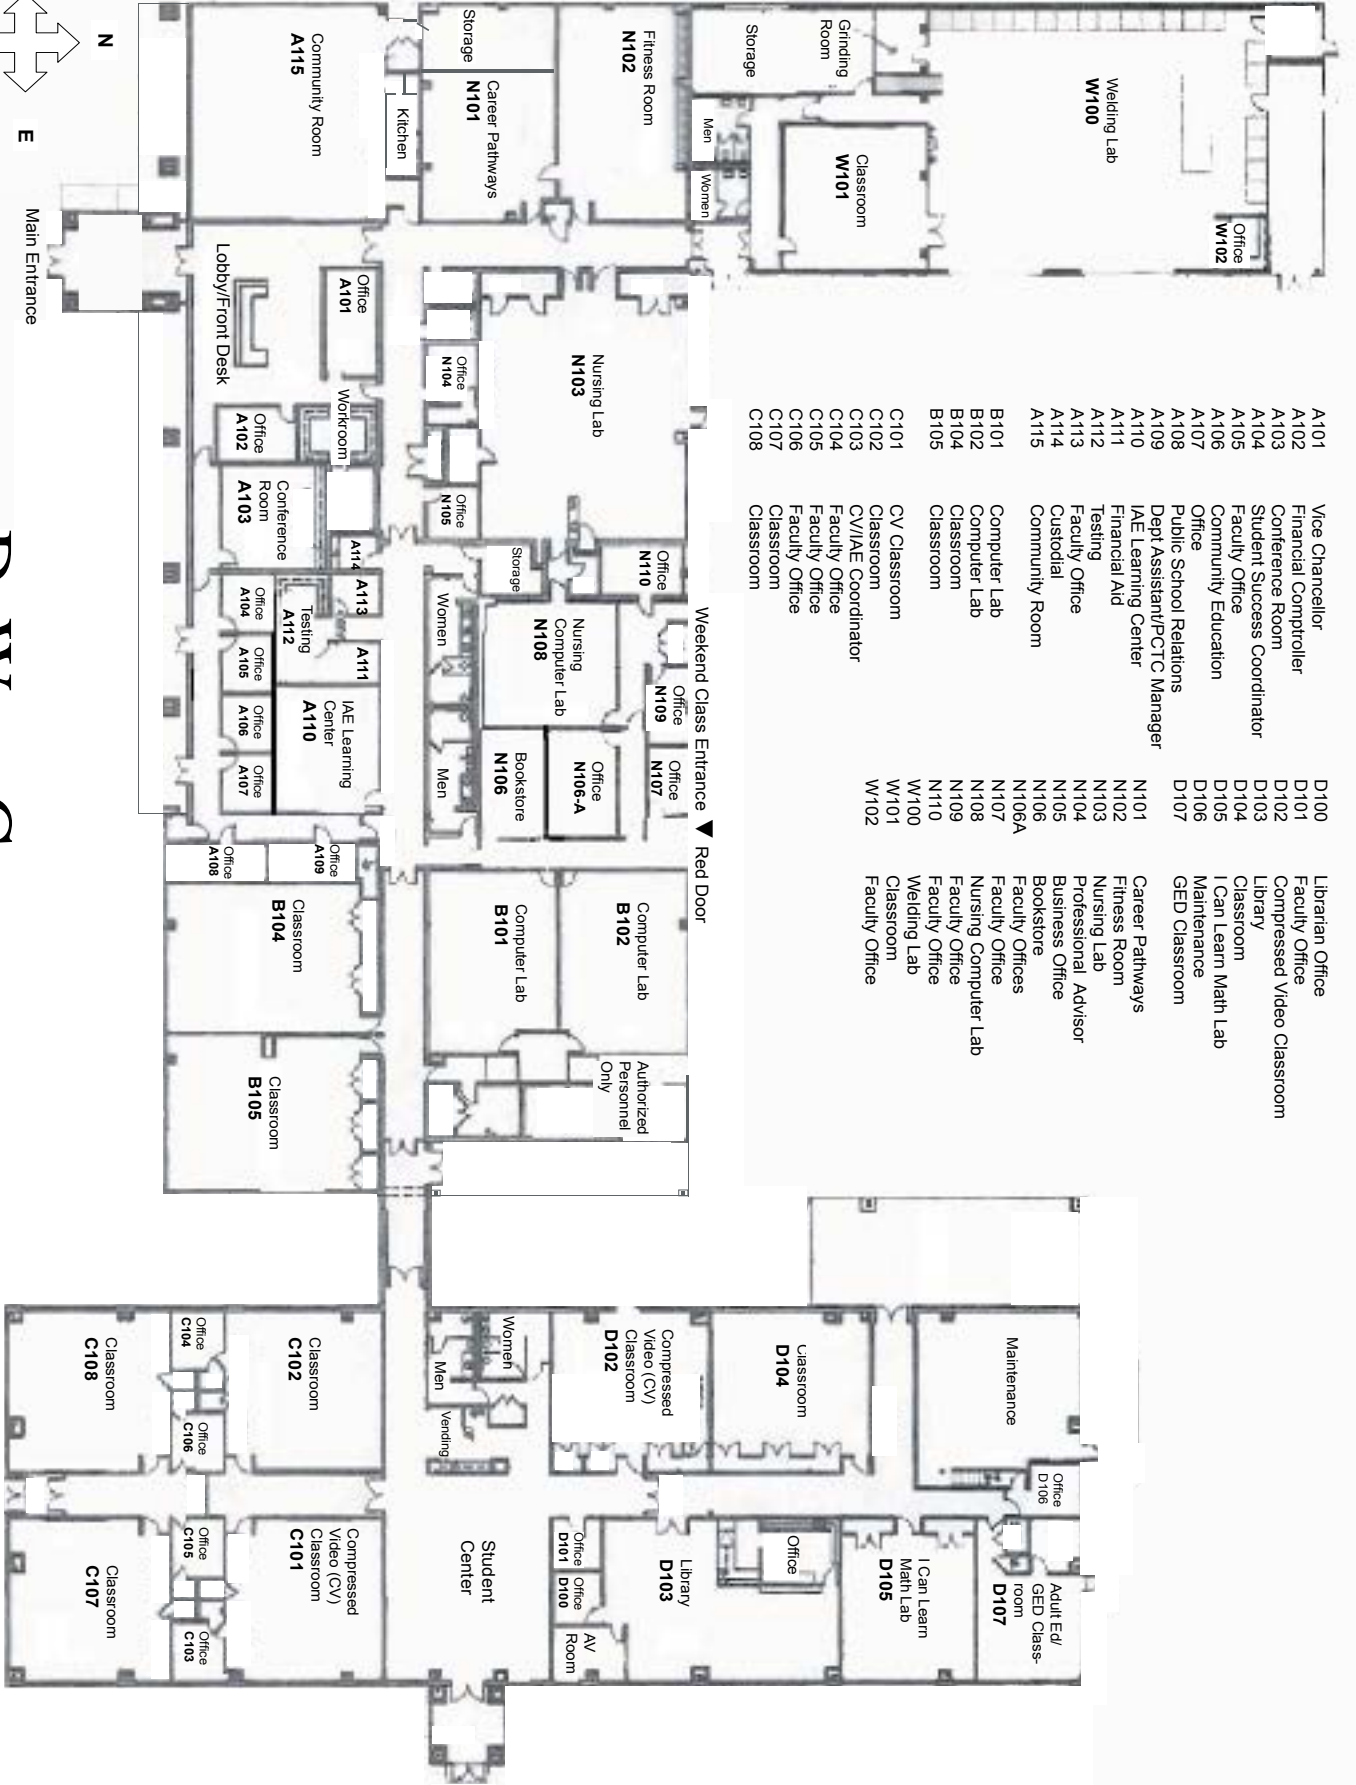 N
E
Main Entrance
Community Room
A115
Kitchen
Storage
Career Pathways
N101
Fitness Room
N102
Storage
Grinding
Room
Men
Women
Classroom
W101
Welding Lab
W100
Office
W102
Lobby/Front Desk
Office
A101
Workroom
Office
A102
Conference
Room
A103
A114
A113
Testing
A112
A111
Office
A104
Office
A105
Office
A106
Office
A107
IAE Learning
Center
A110
Office
A108
Office
A109
Office
N104
Nursing Lab
N103
Office
N105
Storage
Office
N110
Women
Men
Nursing
Computer Lab
N108
Office
N109
Bookstore
N106
Office
N106-A
Office
N107
Weekend Class Entrance ▼ Red Door
Classroom
B104
Classroom
B105
Computer Lab
B101
Computer Lab
B102
Authorized
Personnel
Only
Classroom
C108
Office
C104
Office
C106
Classroom
C102
Classroom
C107
Office
C105
Office
C103
Compressed
Video (CV)
Classroom
C101
Women
Men
Vending
Student
Center
Compressed
Video (CV)
Classroom
D102
Classroom
D104
Maintenance
Office
D106
Office
D101
Office
D100
AV
Room
Library
D103
Office
I Can Learn
Math Lab
D105
Adult Ed/
GED Class-
room
D107
A101 Vice Chancellor
A102 Financial Comptroller
A103 Conference Room
A104 Student Success Coordinator
A105 Faculty Office
A106 Community Education
A107 Office
A108 Public School Relations
A109 Dept Assistant/PCTC Manager
A110 IAE Learning Center
A111 Financial Aid
A112 Testing
A113 Faculty Office
A114 Custodial
A115 Community Room
B101 Computer Lab
B102 Computer Lab
B104 Classroom
B105 Classroom
C101 CV Classroom
C102 Classroom
C103 CV/IAE Coordinator
C104 Faculty Office
C105 Faculty Office
C106 Faculty Office
C107 Classroom
C108 Classroom
D100 Librarian Office
D101 Faculty Office
D102 Compressed Video Classroom
D103 Library
D104 Classroom
D105 I Can Learn Math Lab
D106 Maintenance
D107 GED Classroom
N101 Career Pathways
N102 Fitness Room
N103 Nursing Lab
N104 Professional Advisor
N105 Business Office
N106 Bookstore
N106A Faculty Offices
N107 Faculty Office
N108 Nursing Computer Lab
N109 Faculty Office
N110 Faculty Office
W100 Welding Lab
W101 Classroom
W102 Faculty Office